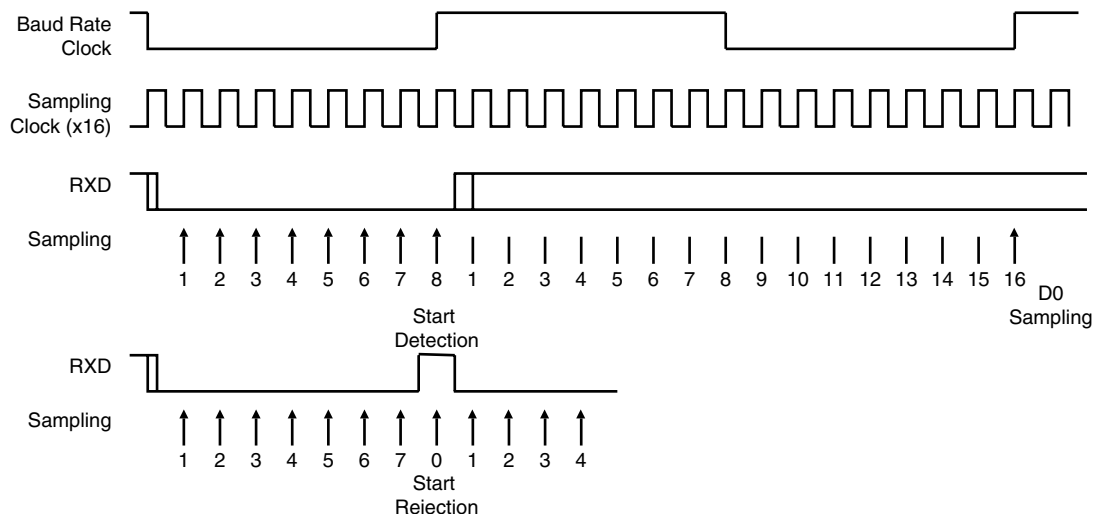 Baud Rate
Clock
Sampling
Clock (x16)
RXD
Sampling
1 2 3 4 5 6 7 8 1 2 3 4 5 6 7 8 9 10 11 12 13 14 15 16
D0
Sampling
Start
Detection
RXD
Sampling
1 2 3 4 5 6 7 0 1 2 3 4
Start
Rejection